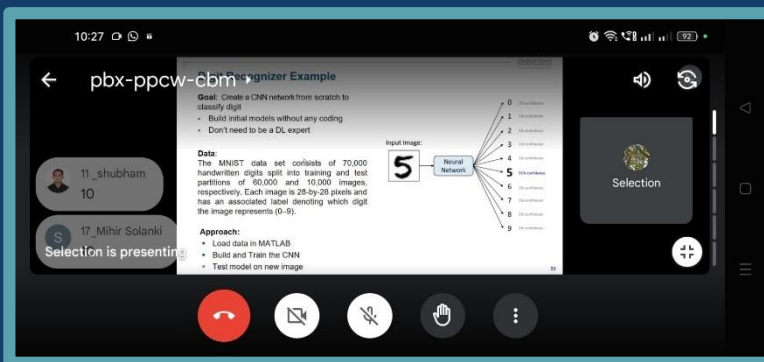 10:27
92
pbx-ppcw-cbm
Recognizer Example
Goal: Create a CNN network from scratch to
classify digit
• Build initial models without any coding
• Don't need to be a DL expert
Data:
The MNIST data set consists of 70,000
handwritten digits split into training and test
partitions of 60,000 and 10,000 images,
respectively. Each image is 28-by-28 pixels and
has an associated label denoting which digit
the image represents (0–9).
Approach:
• Load data in MATLAB
• Build and Train the CNN
• Test model on new image
Input Image:
5
Neural
Network
0
1
2
3
4
5
6
7
8
9
11_shubham
10
S
17_Mihir Solanki
Selection is presenting
Selection